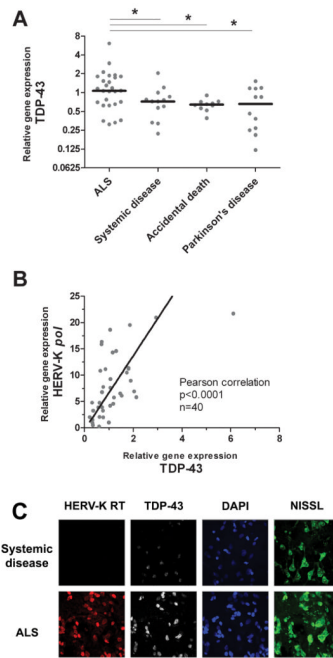 A
Relative gene expression
TDP-43
8
4
2
1
0.5
0.25
0.125
0.0625
* * *
ALS
Systemic disease
Accidental death
Parkinson's disease
B
Relative gene expression
HERV-K pol
25
20
15
10
5
0
0 2 4 6 8
Pearson correlation
p<0.0001
n=40
Relative gene expression
TDP-43
C
HERV-K RT TDP-43 DAPI NISSL
Systemic
disease
ALS